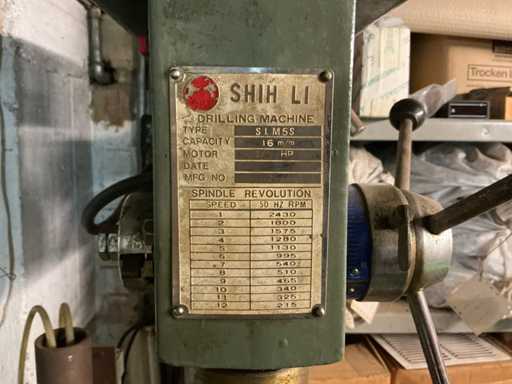 SHIH LI
DRILLING MACHINE
TYPE SLM5S
CAPACITY 16 m/m
MOTOR HP
DATE
MFG NO
SPINDLE REVOLUTION
SPEED 50 HZ RPM
1 2430
2 1800
3 1575
4 1280
5 1130
6 995
7 540
8 510
9 465
10 340
11 325
12 215
Trocken